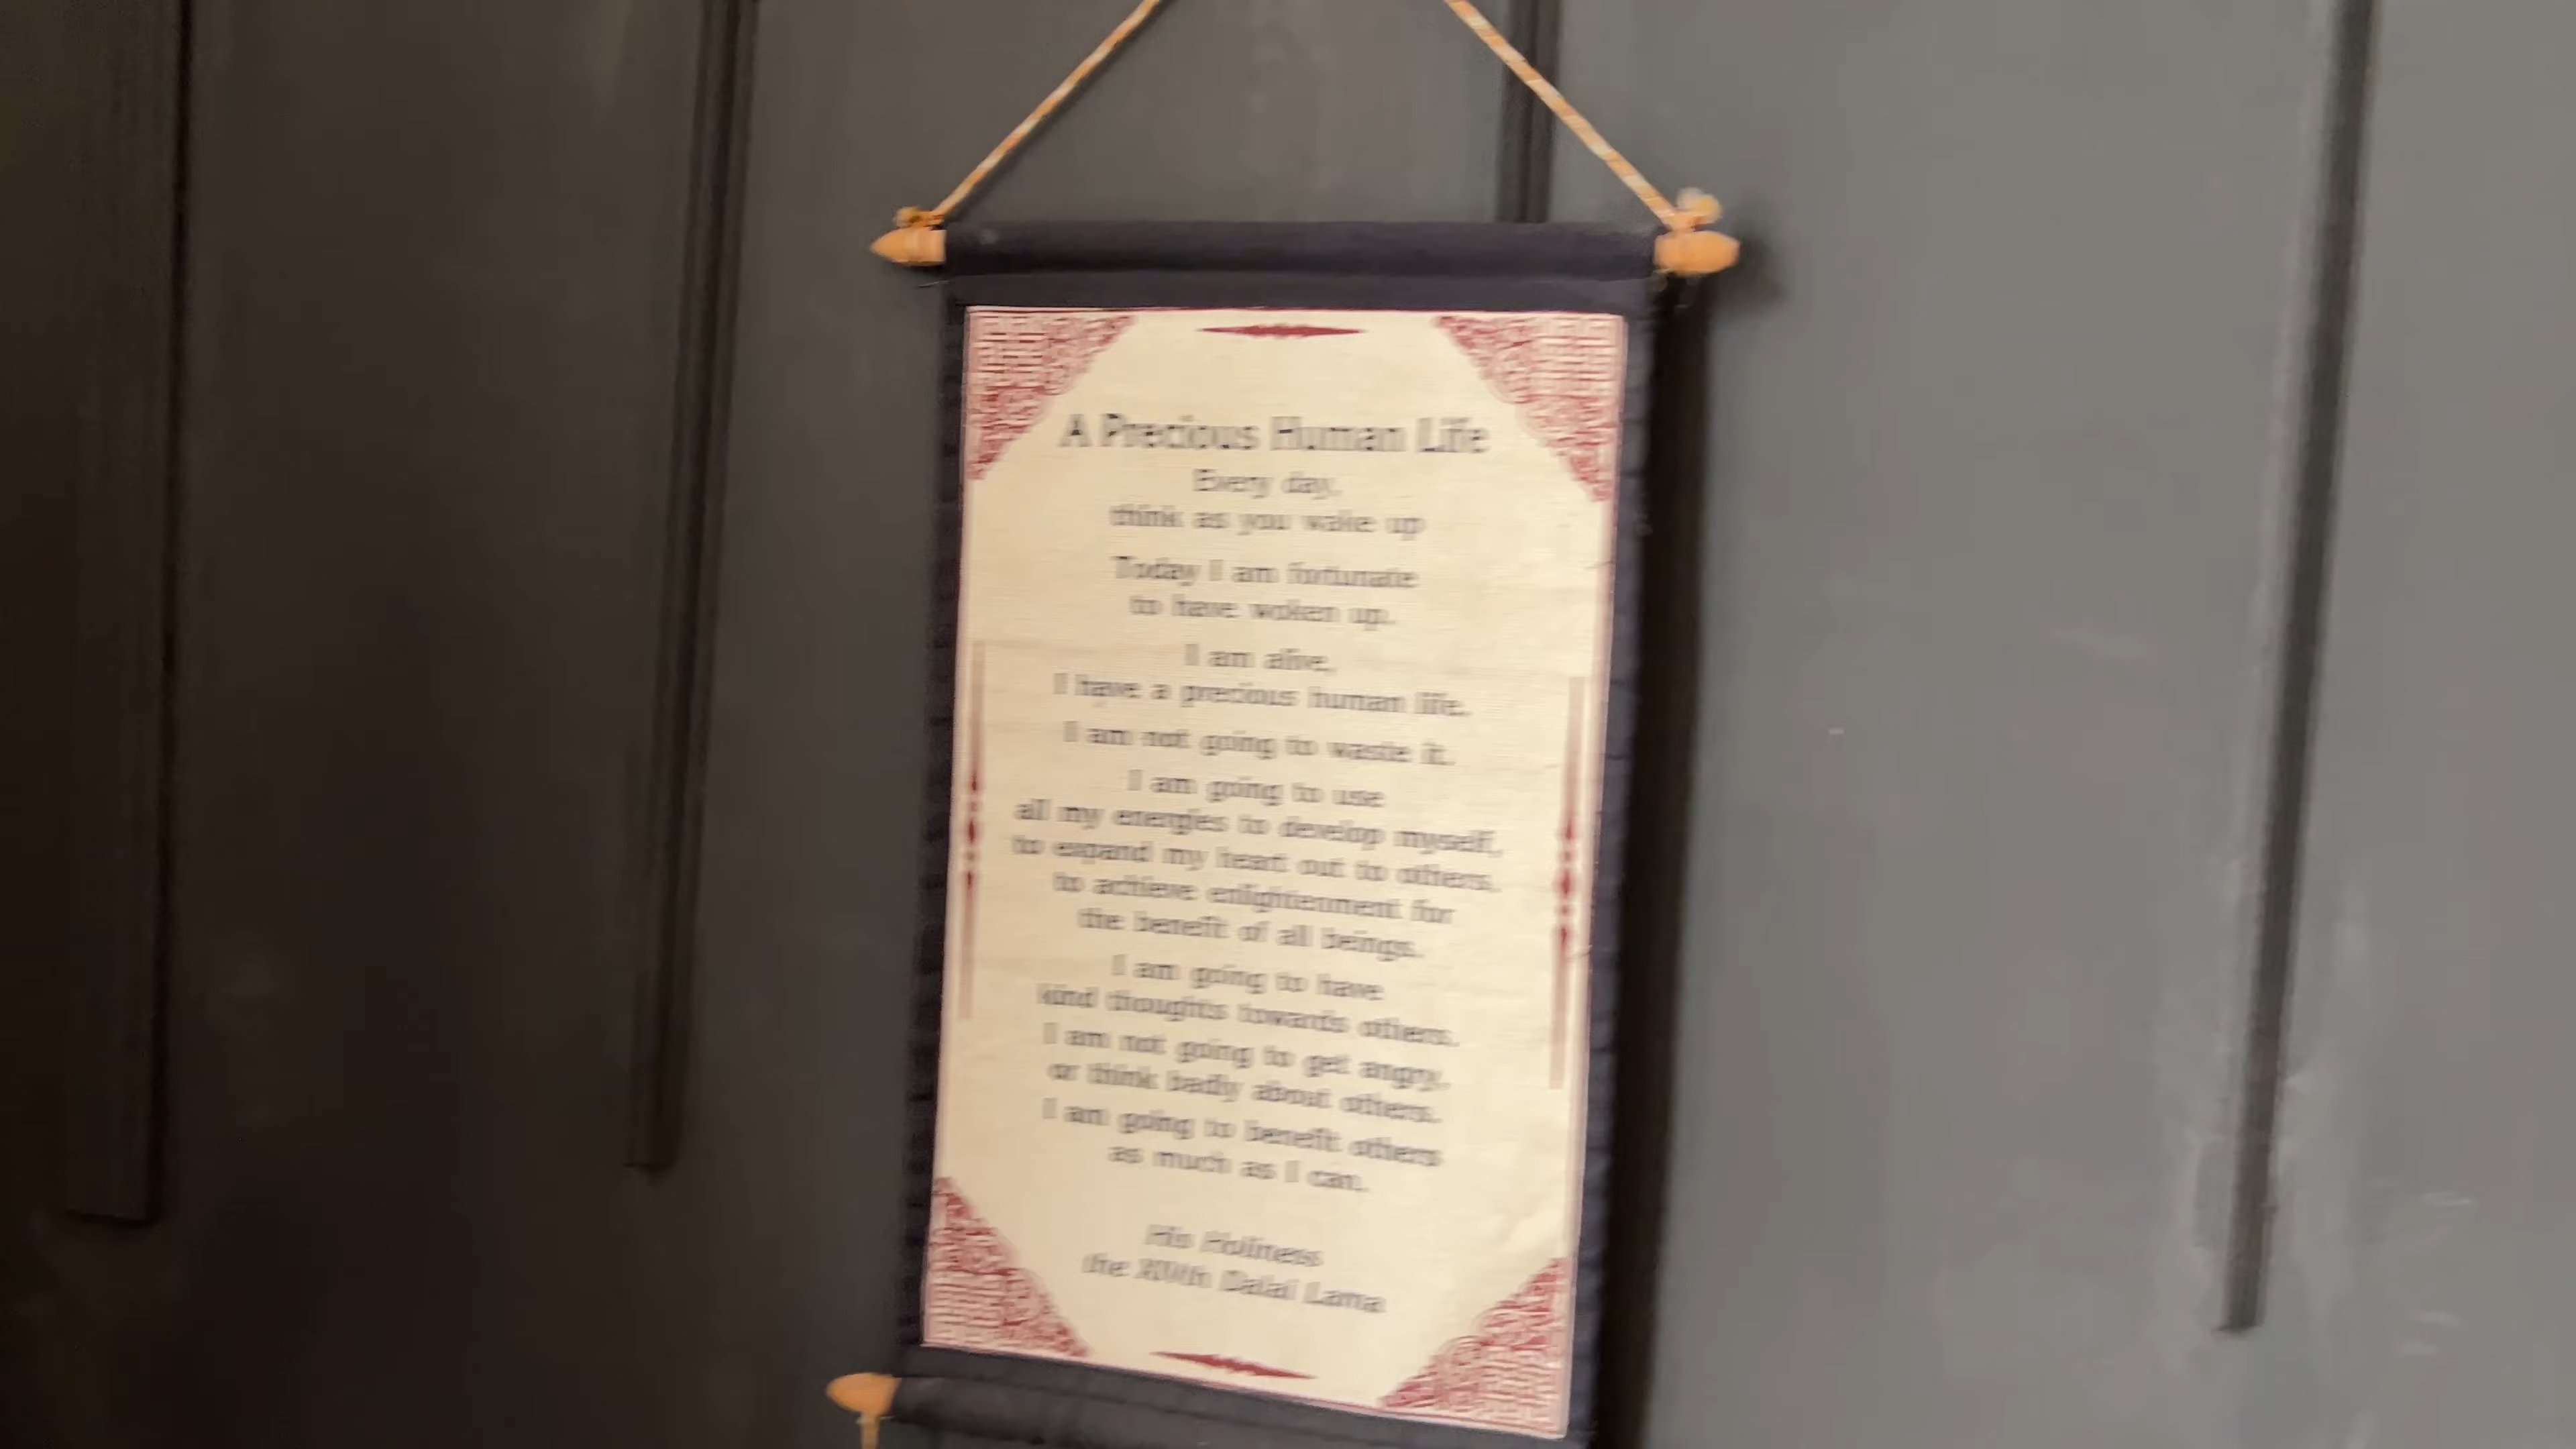 A Precious Human Life
Every day,
think as you wake up
Today I am fortunate
to have woken up.
I am alive,
I have a precious human life.
I am not going to waste it.
I am going to use
all my energies to develop myself,
to expand my heart out to others,
to achieve enlightenment for
the benefit of all beings.
I am going to have
kind thoughts towards others.
I am not going to get angry,
or think badly about others.
I am going to benefit others
as much as I can.
His Holiness
the XIVth Dalai Lama